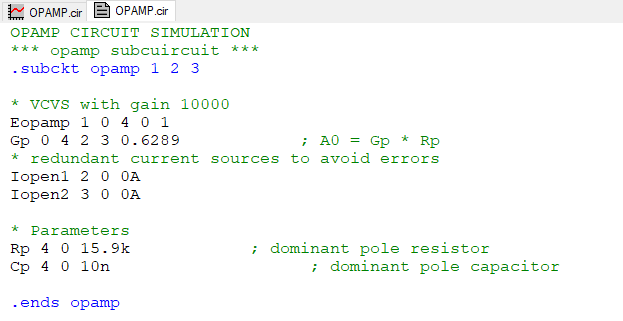 OPAMP.cir OPAMP.cir
OPAMP CIRCUIT SIMULATION
*** opamp subcuircuit ***
.subckt opamp 1 2 3
* VCVS with gain 10000
Eopamp 1 0 4 0 1
Gp 0 4 2 3 0.6289 ; A0 = Gp * Rp
* redundant current sources to avoid errors
Iopen1 2 0 0A
Iopen2 3 0 0A
* Parameters
Rp 4 0 15.9k ; dominant pole resistor
Cp 4 0 10n ; dominant pole capacitor
.ends opamp